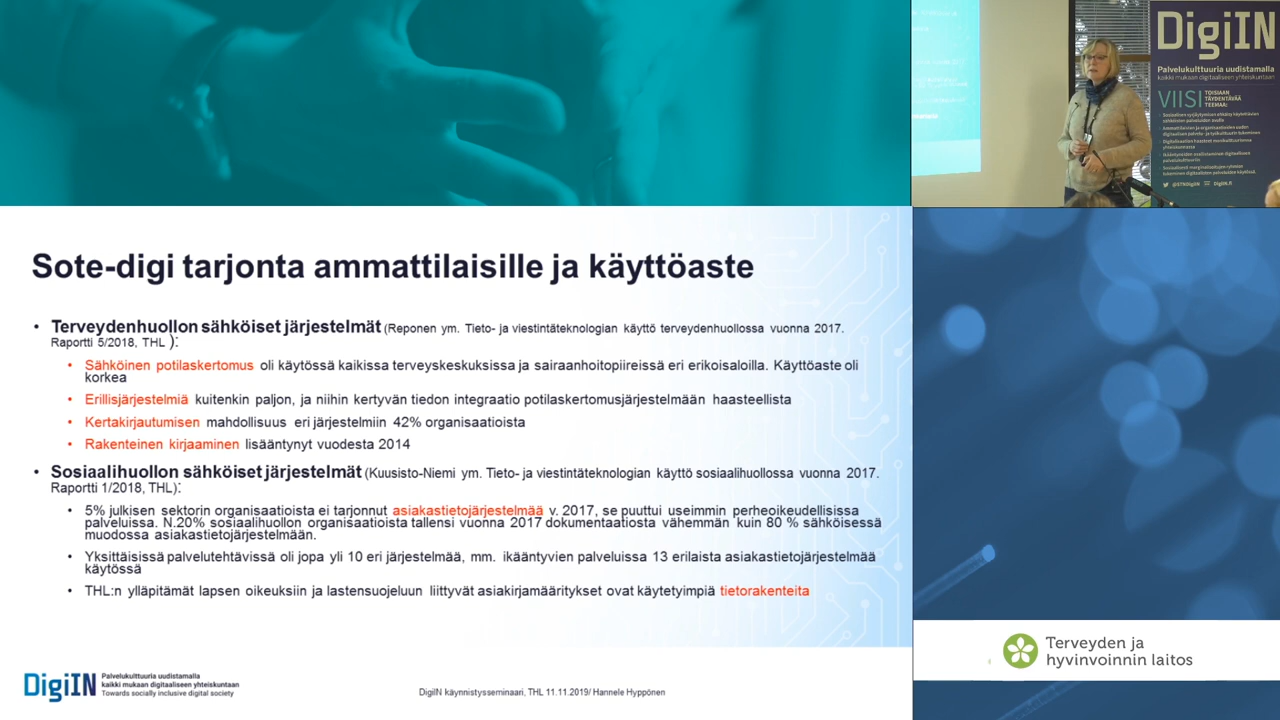 Sote-digi tarjonta ammattilaisille ja käyttöaste
• Terveydenhuollon sähköiset järjestelmät (Reponen ym. Tieto- ja viestintäteknologian käyttö terveydenhuollossa vuonna 2017.
Raportti 5/2018, THL ):
• Sähköinen potilaskertomus oli käytössä kaikissa terveyskeskuksissa ja sairaanhoitopiireissä eri erikoisaloilla. Käyttöaste oli
korkea
• Erillisjärjestelmiä kuitenkin paljon, ja niihin kertyvän tiedon integraatio potilaskertomusjärjestelmään haasteellista
• Kertakirjautumisen mahdollisuus eri järjestelmiin 42% organisaatioista
• Rakenteinen kirjaaminen lisääntynyt vuodesta 2014
• Sosiaalihuollon sähköiset järjestelmät (Kuusisto-Niemi ym. Tieto- ja viestintäteknologian käyttö sosiaalihuollossa vuonna 2017.
Raportti 1/2018, THL):
• 5% julkisen sektorin organisaatioista ei tarjonnut asiakastietojärjestelmää v. 2017, se puuttui useimmin perheoikeudellisissa
palveluissa. N.20% sosiaalihuollon organisaatioista tallensi vuonna 2017 dokumentaatiosta vähemmän kuin 80 % sähköisessä
muodossa asiakastietojärjestelmään.
• Yksittäisissä palvelutehtävissä oli jopa yli 10 eri järjestelmää, mm. ikääntyvien palveluissa 13 erilaista asiakastietojärjestelmää
käytössä
• THL:n ylläpitämät lapsen oikeuksiin ja lastensuojeluun liittyvät asiakirjamääritykset ovat käytetyimpiä tietorakenteita
DigiIN
Palvelukulttuuria uudistamalla
kaikki mukaan digitaaliseen yhteiskuntaan
Towards socially inclusive digital society
DigiIN käynnistysseminaari, THL 11.11.2019/ Hannele Hyppönen
DigiIN
Palvelukulttuuria uudistamalla
kaikki mukaan digitaaliseen yhteiskuntaan
VIISI TOISIAAN
TÄYDENTÄVÄÄ
TEEMAA:
@STNDigiIN
DigiIN.fi
Terveyden ja
hyvinvoinnin laitos